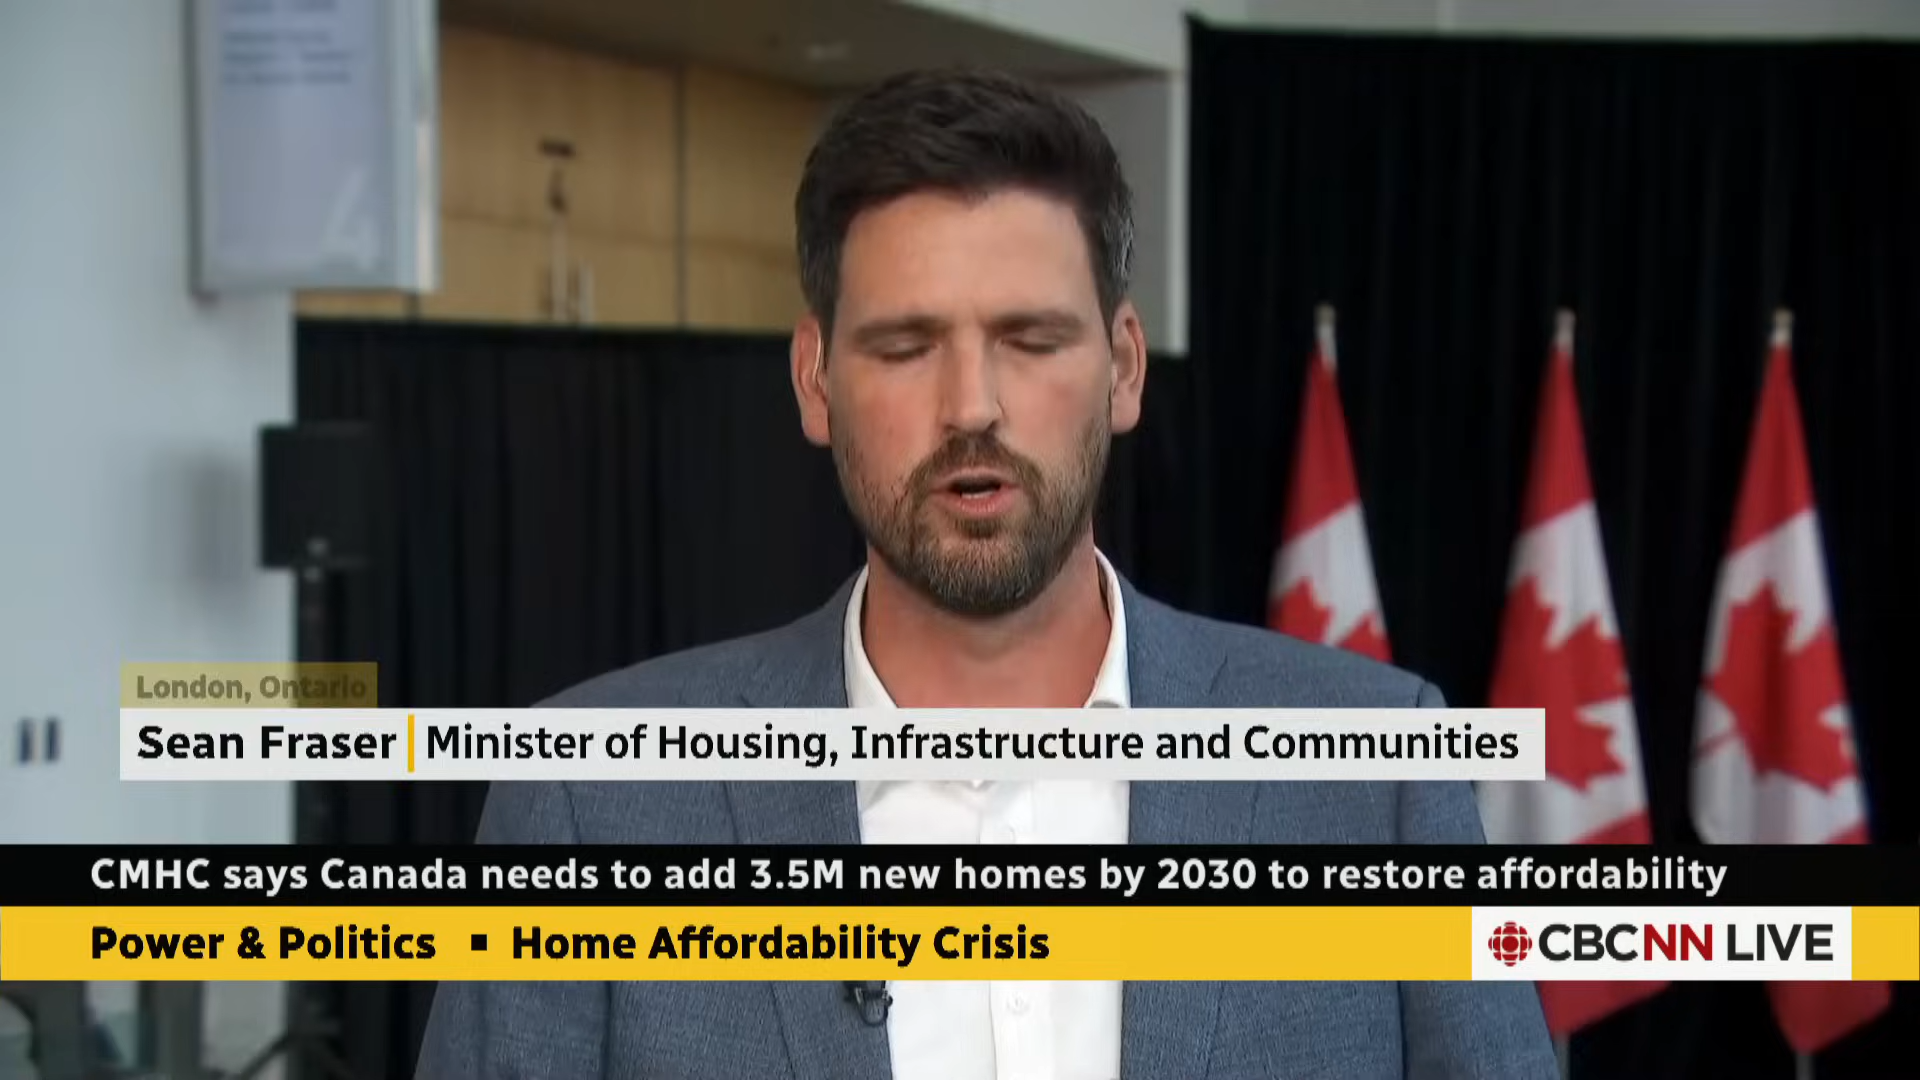 London, Ontario
Sean Fraser Minister of Housing, Infrastructure and Communities
CMHC says Canada needs to add 3.5M new homes by 2030 to restore affordability
Power & Politics ▪ Home Affordability Crisis
CBCNN LIVE